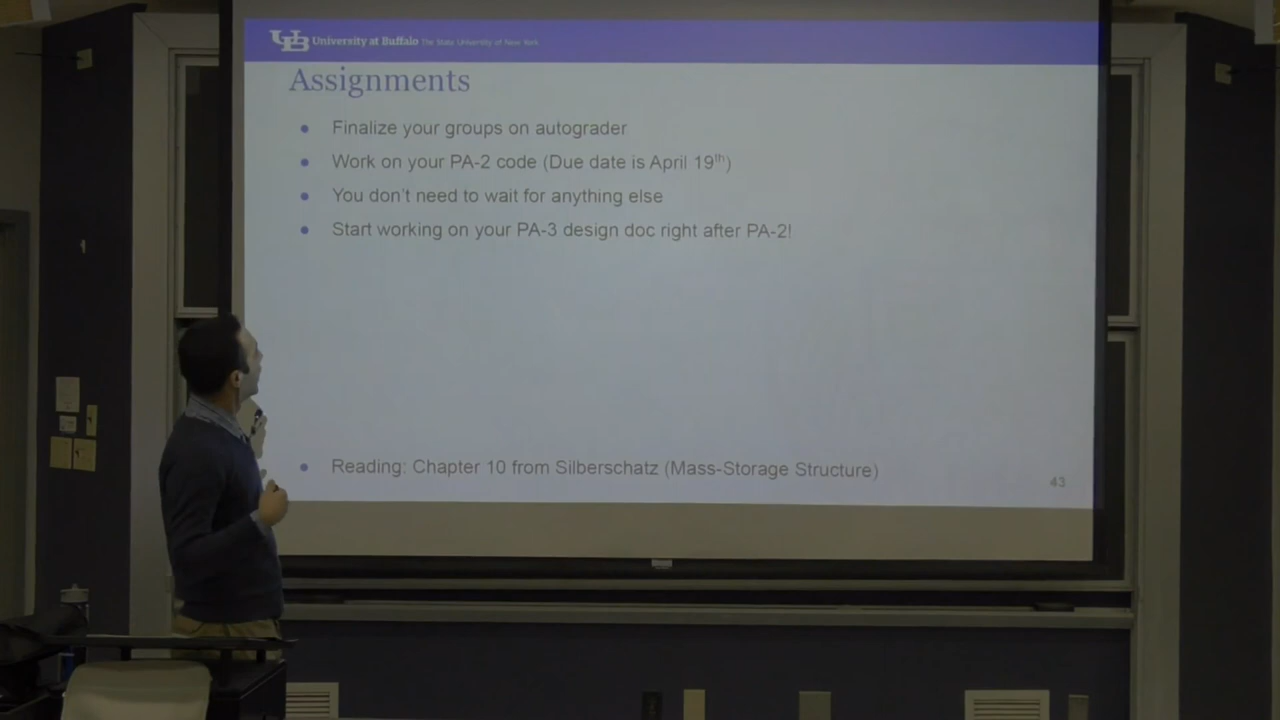 UB University at Buffalo The State University of New York
Assignments
• Finalize your groups on autograder
• Work on your PA-2 code (Due date is April 19th)
• You don't need to wait for anything else
• Start working on your PA-3 design doc right after PA-2!
• Reading: Chapter 10 from Silberschatz (Mass-Storage Structure)
43